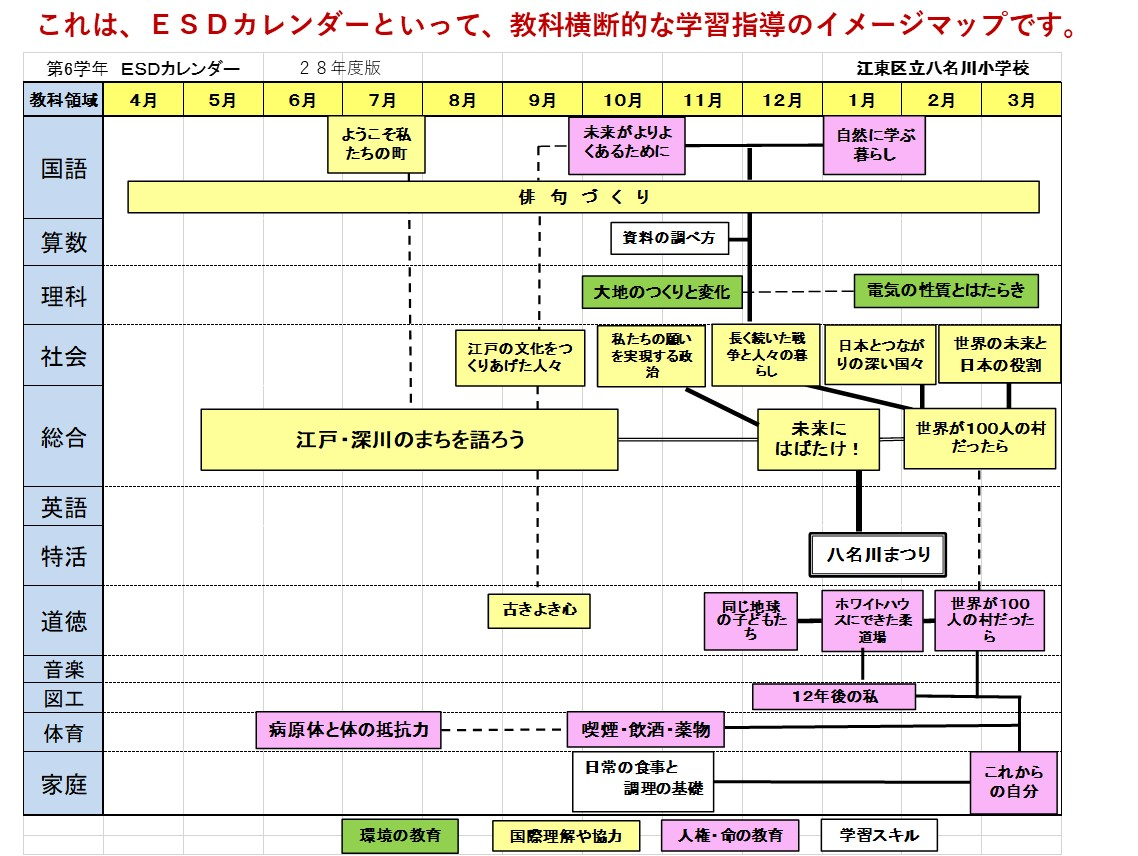 これは、ＥＳＤカレンダーといって、教科横断的な学習指導のイメージマップです。
第6学年 ESDカレンダー ２８年度版 江東区立八名川小学校
教科領域 4月 5月 6月 7月 8月 9月 10月 11月 12月 1月 2月 3月
国語
ようこそ私
たちの町
未来がよりよ
くあるために
自然に学ぶ
暮らし
俳句づくり
算数
資料の調べ方
理科
大地のつくりと変化
電気の性質とはたらき
社会
江戸の文化をつ
くりあげた人々
私たちの願い
を実現する政
治
長く続いた戦
争と人々の暮
らし
日本とつなが
りの深い国々
世界の未来と
日本の役割
総合
江戸・深川のまちを語ろう
未来に
はばたけ！
世界が100人の村
だったら
英語
特活
八名川まつり
道徳
古きよき心
同じ地球
の子どもた
ち
ホワイトハウ
スにできた柔
道場
世界が100
人の村だった
ら
音楽
図工
12年後の私
体育
病原体と体の抵抗力
喫煙・飲酒・薬物
家庭
日常の食事と
調理の基礎
これから
の自分
環境の教育
国際理解や協力
人権・命の教育
学習スキル